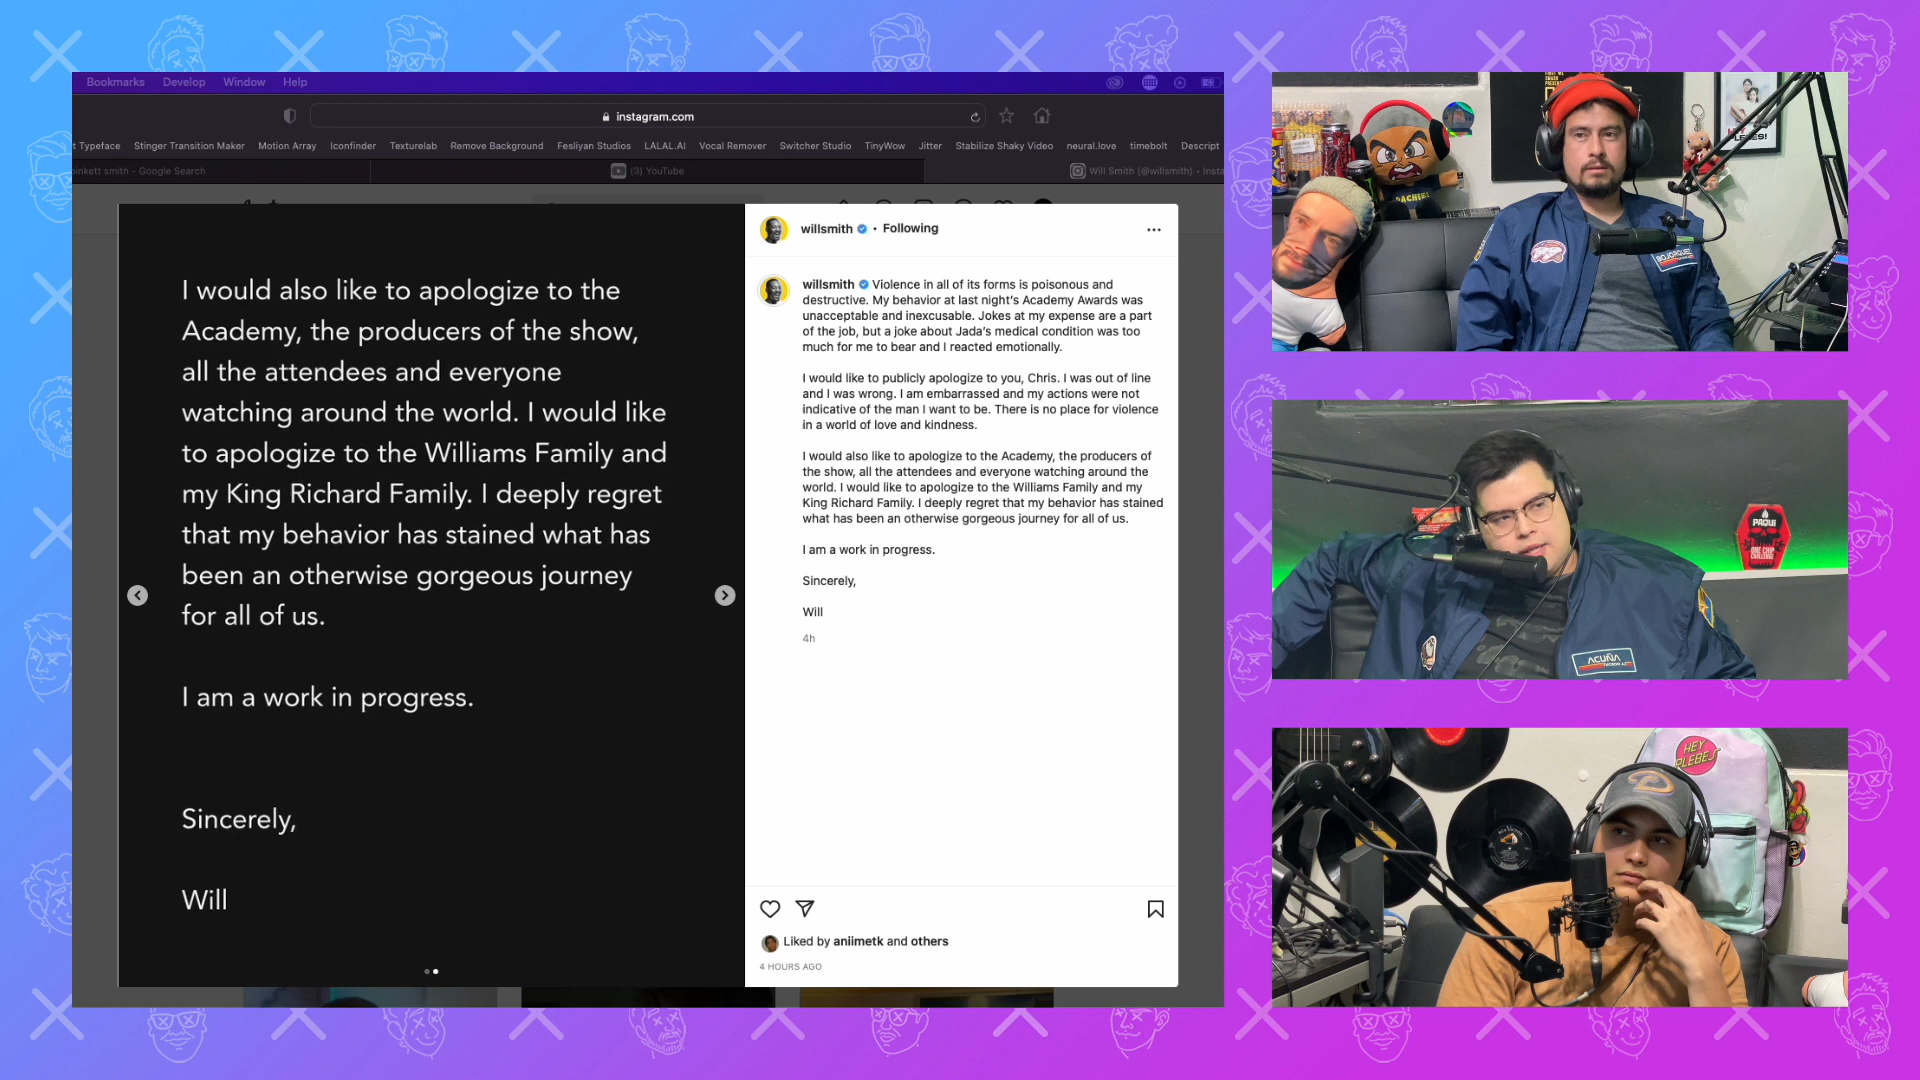 Bookmarks Develop Window Help
instagram.com
t Typeface Stinger Transition Maker Motion Array Iconfinder Texturelab Remove Background Fesliyan Studios LALAL.AI Vocal Remover Switcher Studio TinyWow Jitter Stabilize Shaky Video neural.love timebolt Descript
pinkett smith - Google Search
(3) YouTube
Will Smith (@willsmith) • Insta
I would also like to apologize to the
Academy, the producers of the show,
all the attendees and everyone
watching around the world. I would like
to apologize to the Williams Family and
my King Richard Family. I deeply regret
that my behavior has stained what has
been an otherwise gorgeous journey
for all of us.
I am a work in progress.
Sincerely,
Will
willsmith • Following
willsmith Violence in all of its forms is poisonous and
destructive. My behavior at last night's Academy Awards was
unacceptable and inexcusable. Jokes at my expense are a part
of the job, but a joke about Jada's medical condition was too
much for me to bear and I reacted emotionally.
I would like to publicly apologize to you, Chris. I was out of line
and I was wrong. I am embarrassed and my actions were not
indicative of the man I want to be. There is no place for violence
in a world of love and kindness.
I would also like to apologize to the Academy, the producers of
the show, all the attendees and everyone watching around the
world. I would like to apologize to the Williams Family and my
King Richard Family. I deeply regret that my behavior has stained
what has been an otherwise gorgeous journey for all of us.
I am a work in progress.
Sincerely,
Will
4h
Liked by aniimetk and others
4 HOURS AGO
BOJORQUEZ
PAQUI
ONE CHIP
CHALLENGE
ACUÑA
TUCSON AZ
HEY
PLEBES